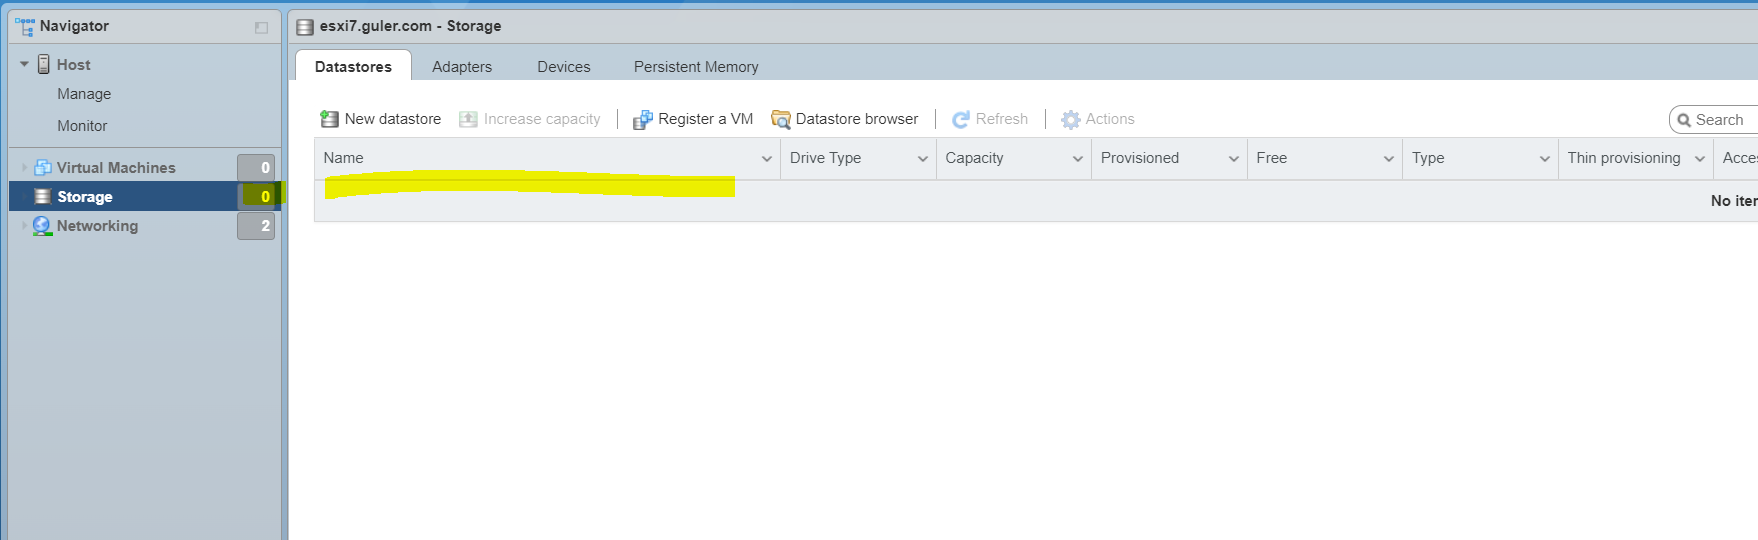 Navigator
Host
Manage
Monitor
Virtual Machines 0
Storage 0
Networking 2
esxi7.guler.com - Storage
Datastores Adapters Devices Persistent Memory
New datastore Increase capacity Register a VM Datastore browser Refresh Actions Search
Name Drive Type Capacity Provisioned Free Type Thin provisioning Acce
No iter